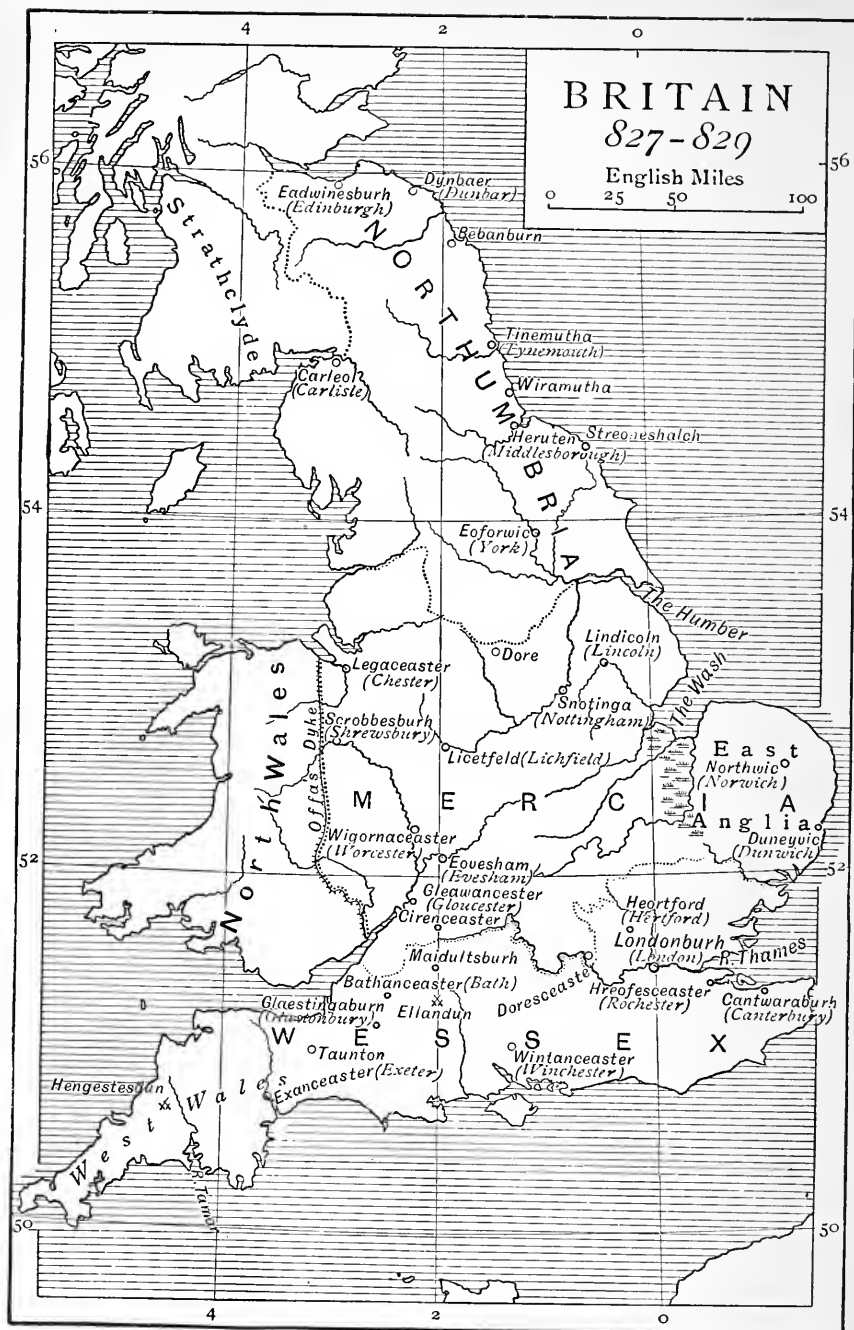 4 2 0
BRITAIN
827-829
English Miles
0 25 50 100
56 56
Eadwinesburh
(Edinburgh)
Dynbaer
(Dunbar)
Bebanburn
Strathclyde
NORTHUMBRIA
Tinemutha
(Eynemouth)
Carleol
(Carlisle)
Wiramutha
Heruten
(Middlesborough)
Streoneshalch
54 54
Eoforwic
(York)
The Humber
Lindicoln
(Lincoln)
Dore
Legaceaster
(Chester)
Snotinga
(Nottingham)
The Wash
North Wales
Offas Dyke
Scrobbesburh
(Shrewsbury)
Licetfeld (Lichfield)
East
Anglia
Northwic
(Norwich)
MERCIA
Duneyvic
(Dunwich)
Wigornaceaster
(Worcester)
52 52
Eovesham
(Evesham)
Gleawancester
(Gloucester)
Cirenceaster
Heortford
(Hertford)
Londonburh
(London)
R. Thames
Maidultsburh
Bathanceaster (Bath)
Ellandun
Doresceaster
Hreofesceaster
(Rochester)
Cantwaraburh
(Canterbury)
Glaestingaburn
(Glastonbury)
WESSEX
Taunton
Wintanceaster
(Winchester)
Exanceaster (Exeter)
Hengestesdun
West Wales
R. Tamar
50 50
4 2 0